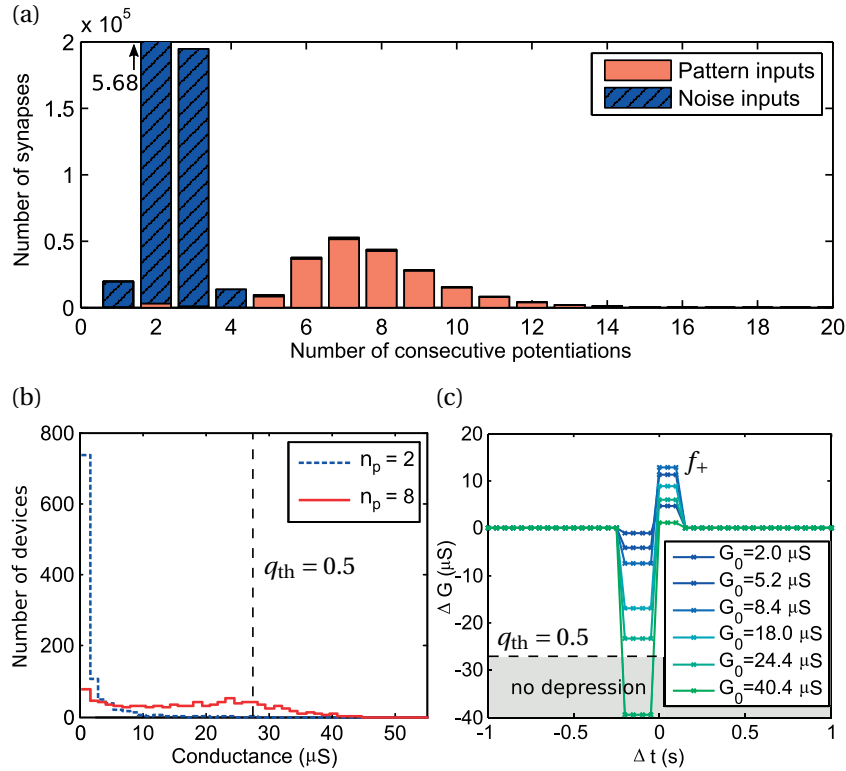 (a)
x 10^5
2
1.5
1
0.5
0
5.68
Number of synapses
Pattern inputs
Noise inputs
0 2 4 6 8 10 12 14 16 18 20
Number of consecutive potentiations
(b)
800
600
400
200
0
Number of devices
n_p = 2
n_p = 8
q_th = 0.5
0 10 20 30 40 50
Conductance (μS)
(c)
20
10
0
-10
-20
-30
-40
Δ G (μS)
f_+
G_0=2.0 μS
G_0=5.2 μS
G_0=8.4 μS
G_0=18.0 μS
G_0=24.4 μS
G_0=40.4 μS
q_th = 0.5
no depression
-1 -0.5 0 0.5 1
Δ t (s)